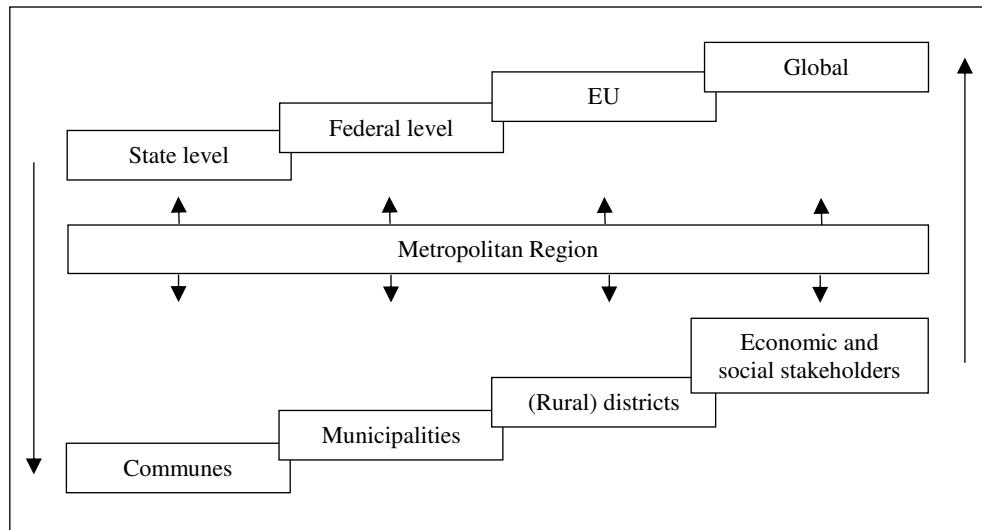 Global
EU
Federal level
State level
Metropolitan Region
Economic and
social stakeholders
(Rural) districts
Municipalities
Communes